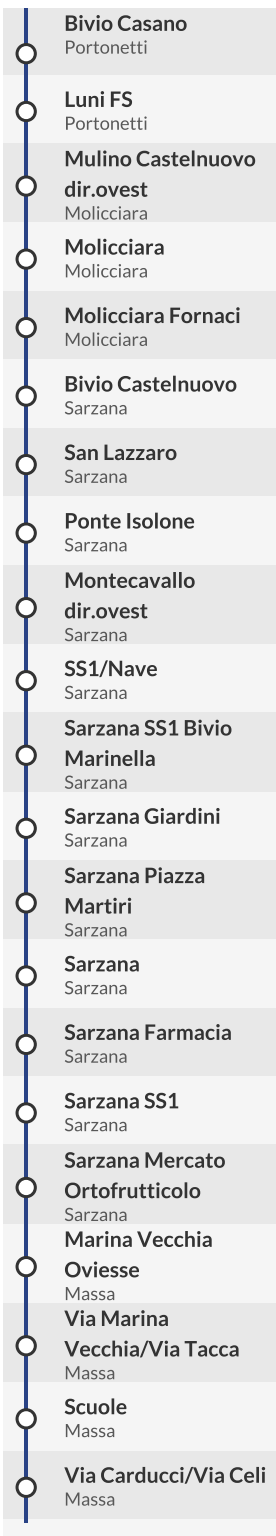 Bivio Casano
Portonetti
Luni FS
Portonetti
Mulino Castelnuovo
dir.ovest
Molicciara
Molicciara
Molicciara
Molicciara Fornaci
Molicciara
Bivio Castelnuovo
Sarzana
San Lazzaro
Sarzana
Ponte Isolone
Sarzana
Montecavallo
dir.ovest
Sarzana
SS1/Nave
Sarzana
Sarzana SS1 Bivio
Marinella
Sarzana
Sarzana Giardini
Sarzana
Sarzana Piazza
Martiri
Sarzana
Sarzana
Sarzana
Sarzana Farmacia
Sarzana
Sarzana SS1
Sarzana
Sarzana Mercato
Ortofrutticolo
Sarzana
Marina Vecchia
Oviesse
Massa
Via Marina
Vecchia/Via Tacca
Massa
Scuole
Massa
Via Carducci/Via Celi
Massa